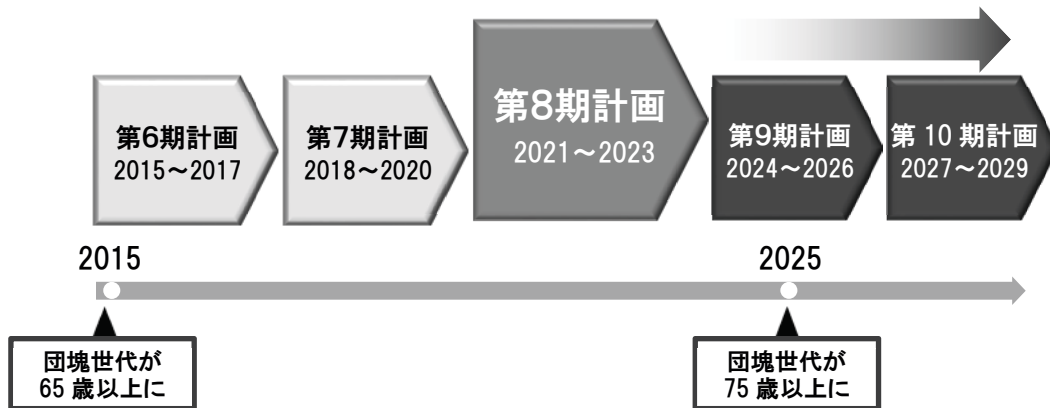 第6期計画
2015～2017
第7期計画
2018～2020
第8期計画
2021～2023
第9期計画
2024～2026
第 10 期計画
2027～2029
2015
2025
団塊世代が
65 歳以上に
団塊世代が
75 歳以上に